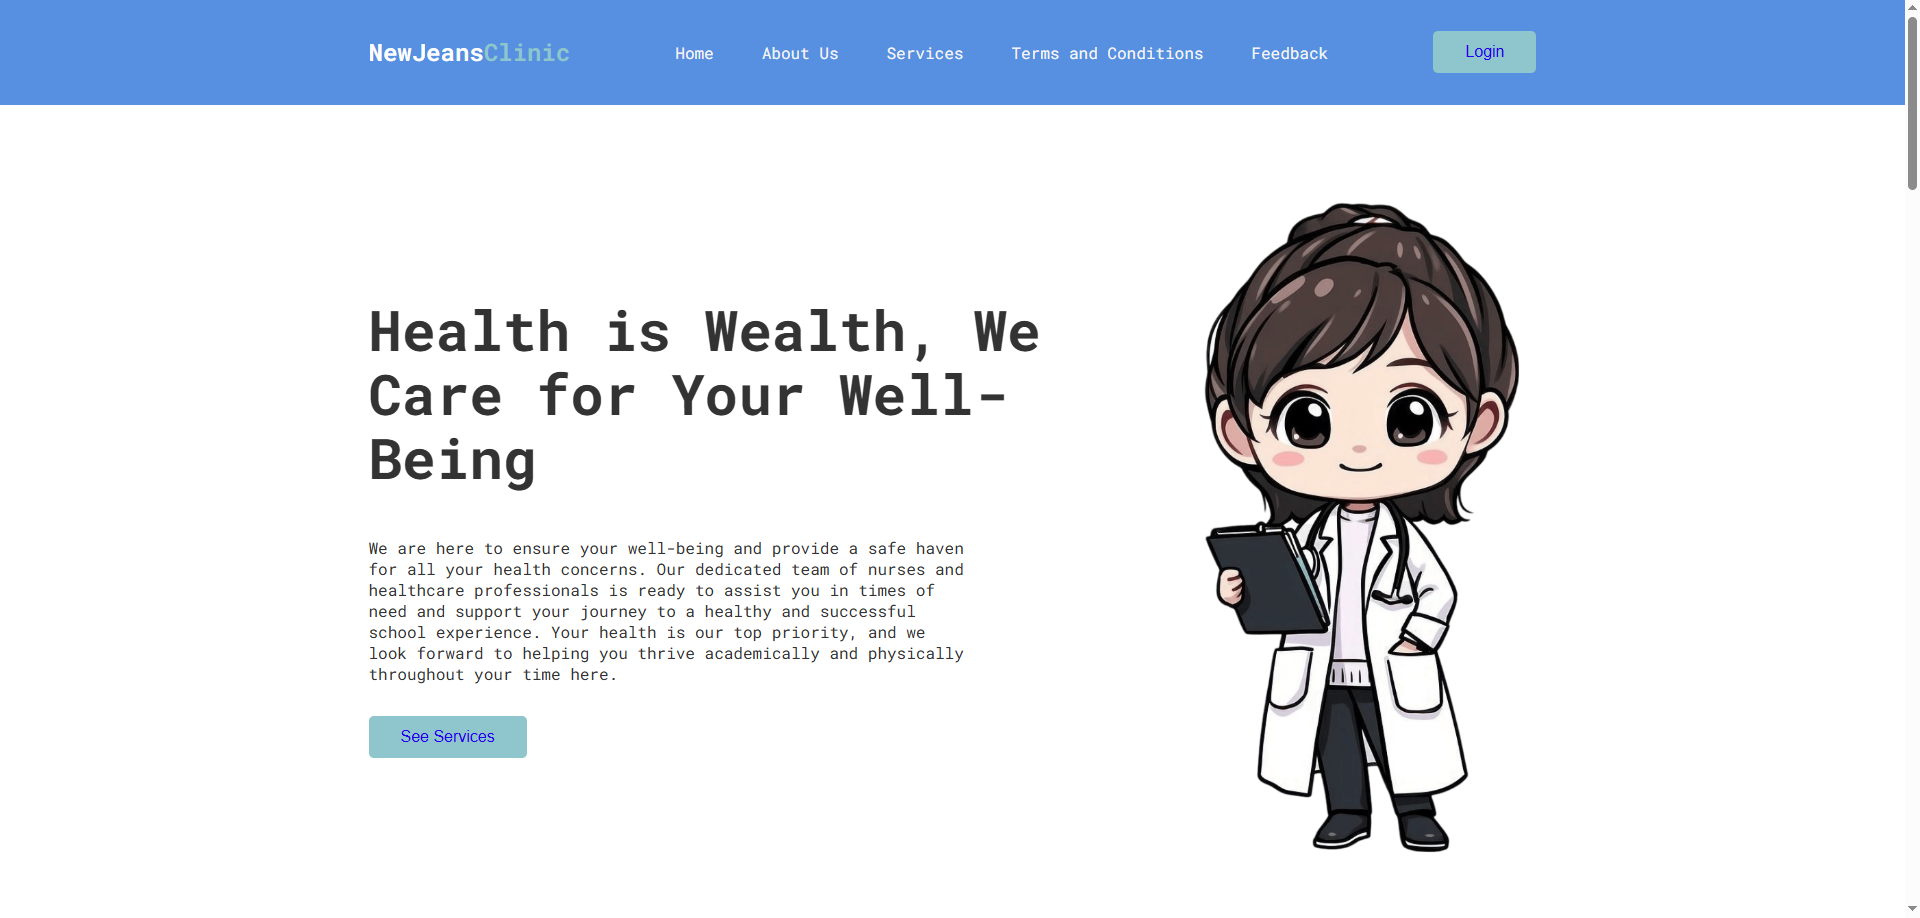 NewJeansClinic Home About Us Services Terms and Conditions Feedback Login
Health is Wealth, We
Care for Your Well-
Being
We are here to ensure your well-being and provide a safe haven
for all your health concerns. Our dedicated team of nurses and
healthcare professionals is ready to assist you in times of
need and support your journey to a healthy and successful
school experience. Your health is our top priority, and we
look forward to helping you thrive academically and physically
throughout your time here.
See Services